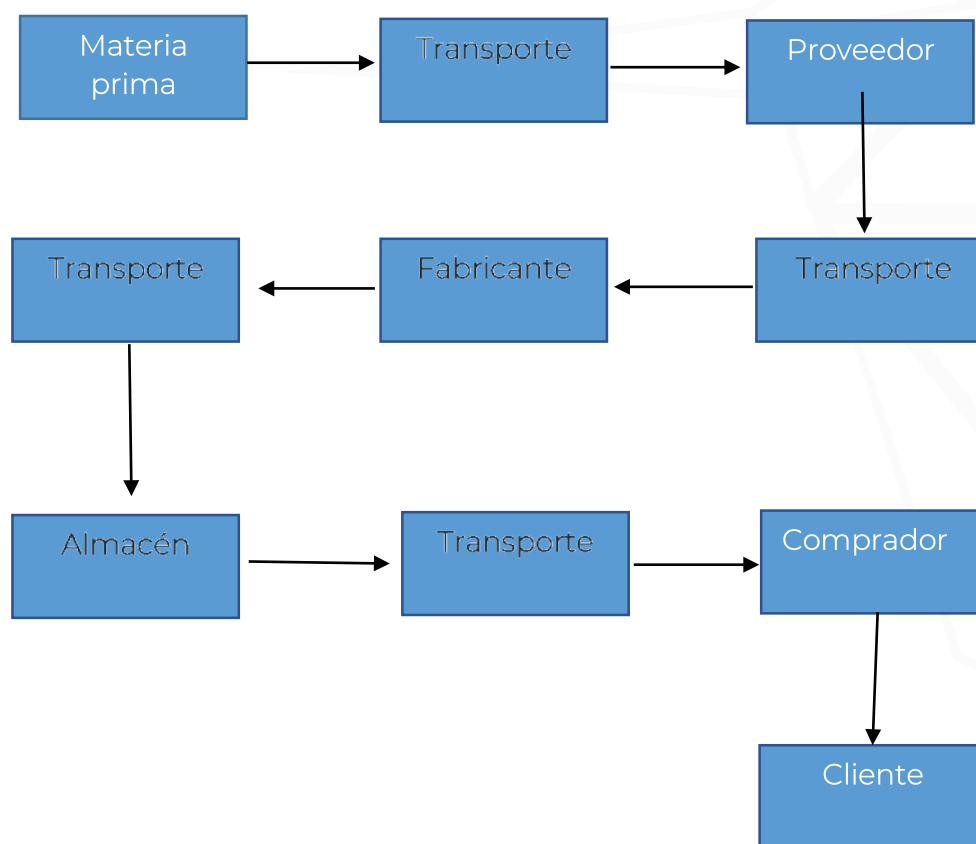 Materia
prima
Transporte
Proveedor
Transporte
Fabricante
Transporte
Almacén
Transporte
Comprador
Cliente